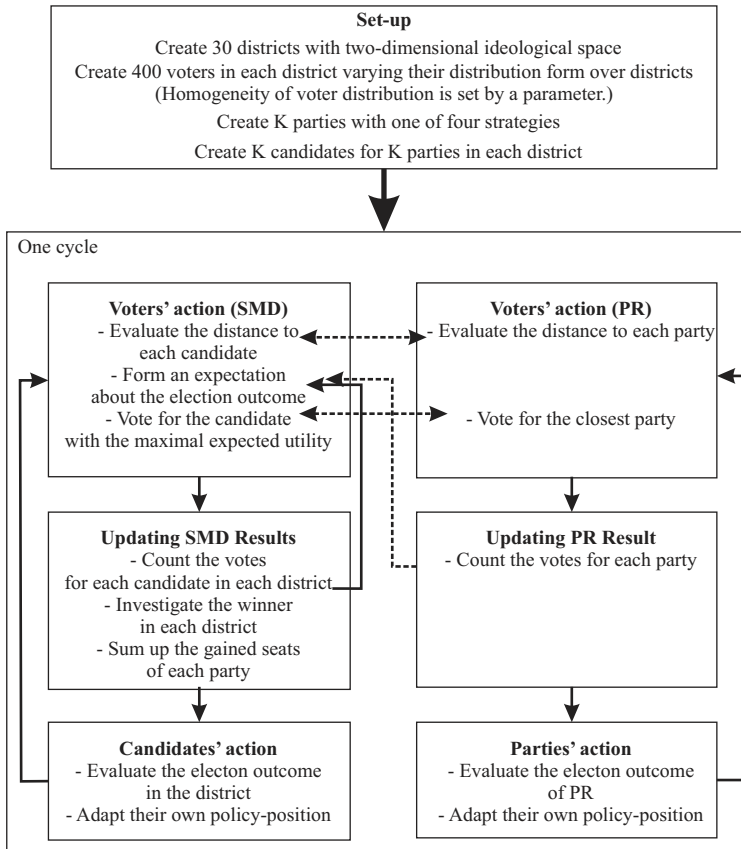 Set-up
Create 30 districts with two-dimensional ideological space
Create 400 voters in each district varying their distribution form over districts
(Homogeneity of voter distribution is set by a parameter.)
Create K parties with one of four strategies
Create K candidates for K parties in each district
One cycle
Voters’ action (SMD)
- Evaluate the distance to
each candidate
- Form an expectation
about the election outcome
- Vote for the candidate
with the maximal expected utility
Voters’ action (PR)
- Evaluate the distance to each party
- Vote for the closest party
Updating SMD Results
- Count the votes
for each candidate in each district
- Investigate the winner
in each district
- Sum up the gained seats
of each party
Updating PR Result
- Count the votes for each party
Candidates’ action
- Evaluate the electon outcome
in the district
- Adapt their own policy-position
Parties’ action
- Evaluate the electon outcome
of PR
- Adapt their own policy-position